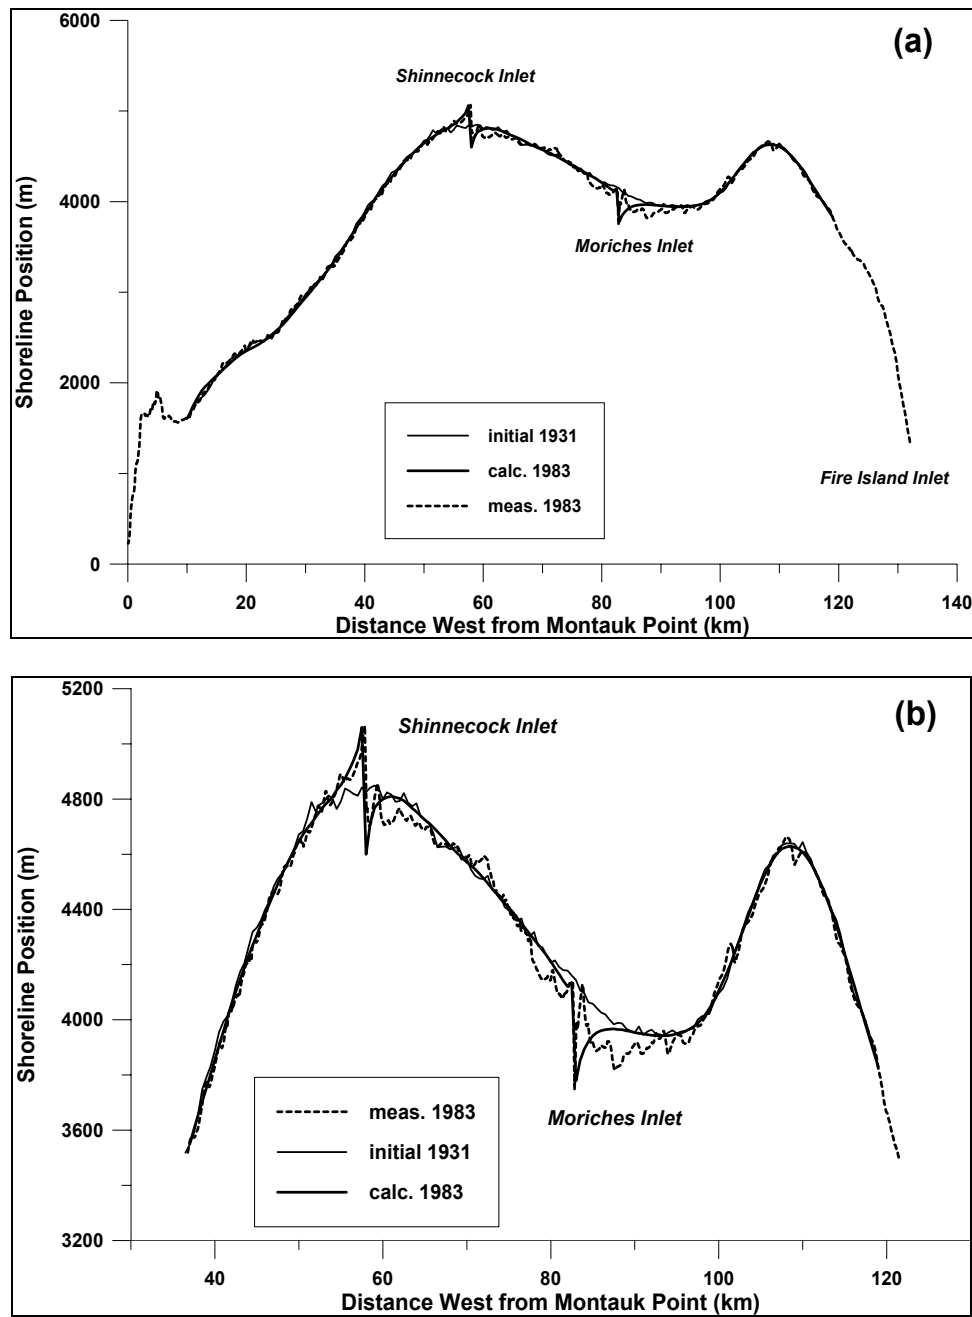 6000
(a)
Shinnecock Inlet
4000
Moriches Inlet
Shoreline Position (m)
2000
initial 1931
calc. 1983
meas. 1983
Fire Island Inlet
0
0 20 40 60 80 100 120 140
Distance West from Montauk Point (km)
5200
(b)
Shinnecock Inlet
4800
4400
Shoreline Position (m)
4000
Moriches Inlet
meas. 1983
initial 1931
calc. 1983
3600
3200
40 60 80 100 120
Distance West from Montauk Point (km)